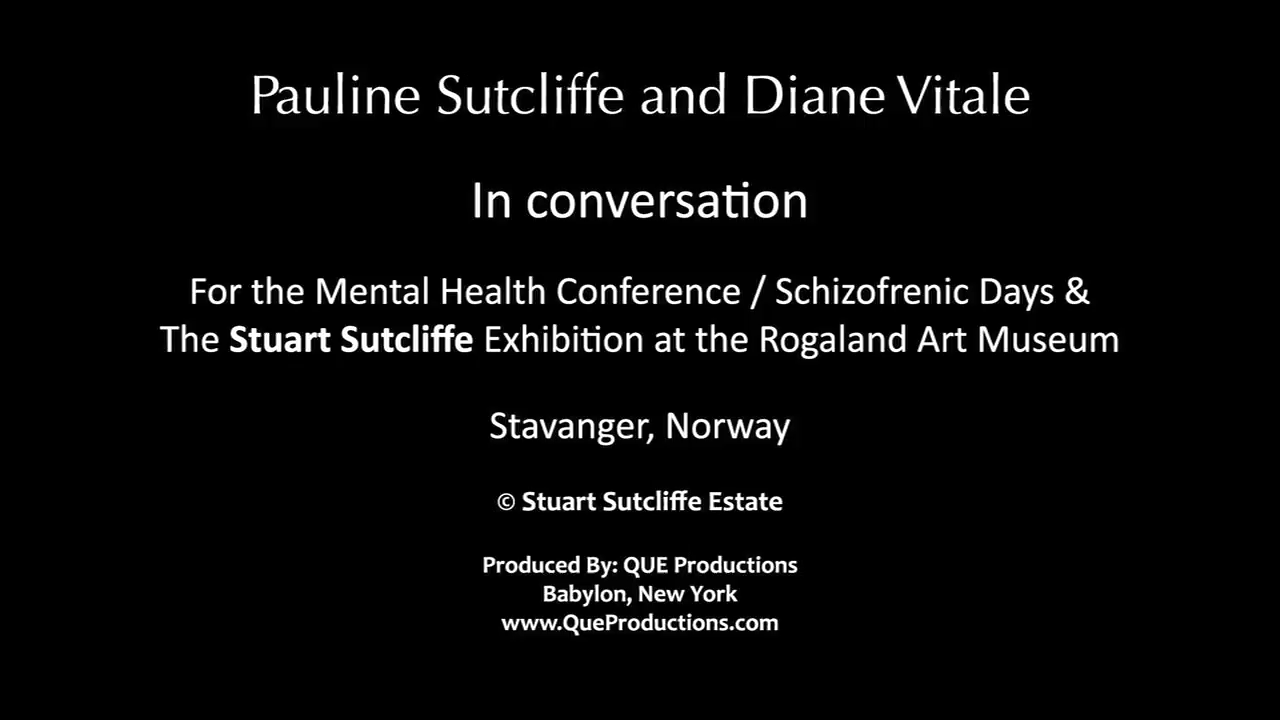 Pauline Sutcliffe and Diane Vitale
In conversation
For the Mental Health Conference / Schizofrenic Days &
The Stuart Sutcliffe Exhibition at the Rogaland Art Museum
Stavanger, Norway
© Stuart Sutcliffe Estate
Produced By: QUE Productions
Babylon, New York
www.QueProductions.com